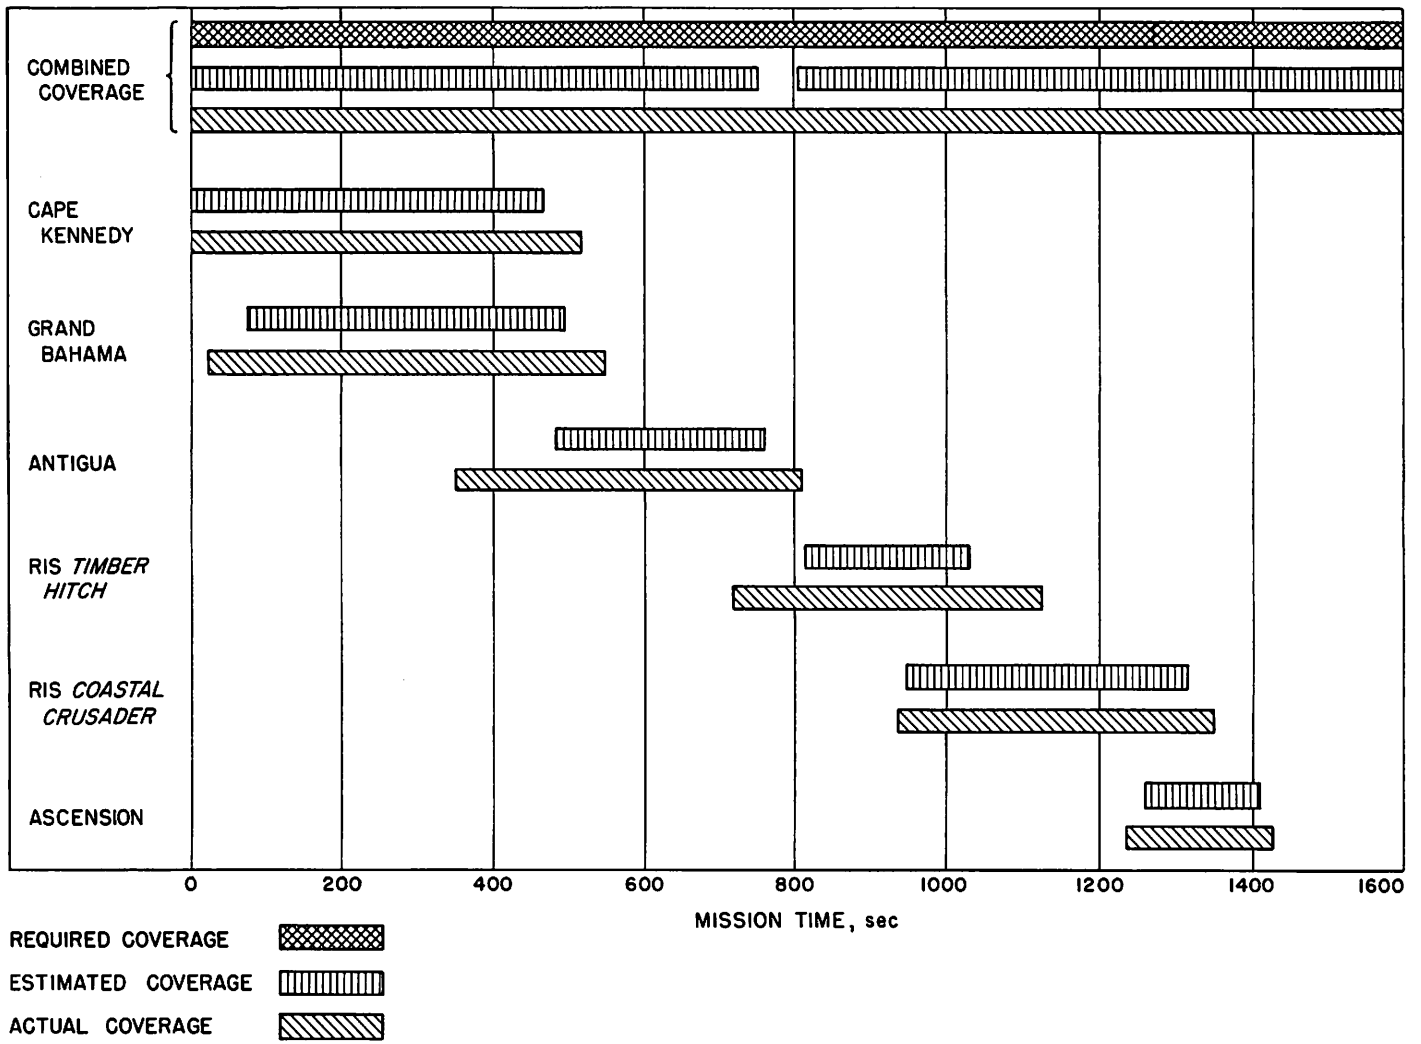 COMBINED
COVERAGE
CAPE
KENNEDY
GRAND
BAHAMA
ANTIGUA
RIS TIMBER
HITCH
RIS COASTAL
CRUSADER
ASCENSION
0 200 400 600 800 1000 1200 1400 1600
MISSION TIME, sec
REQUIRED COVERAGE
ESTIMATED COVERAGE
ACTUAL COVERAGE